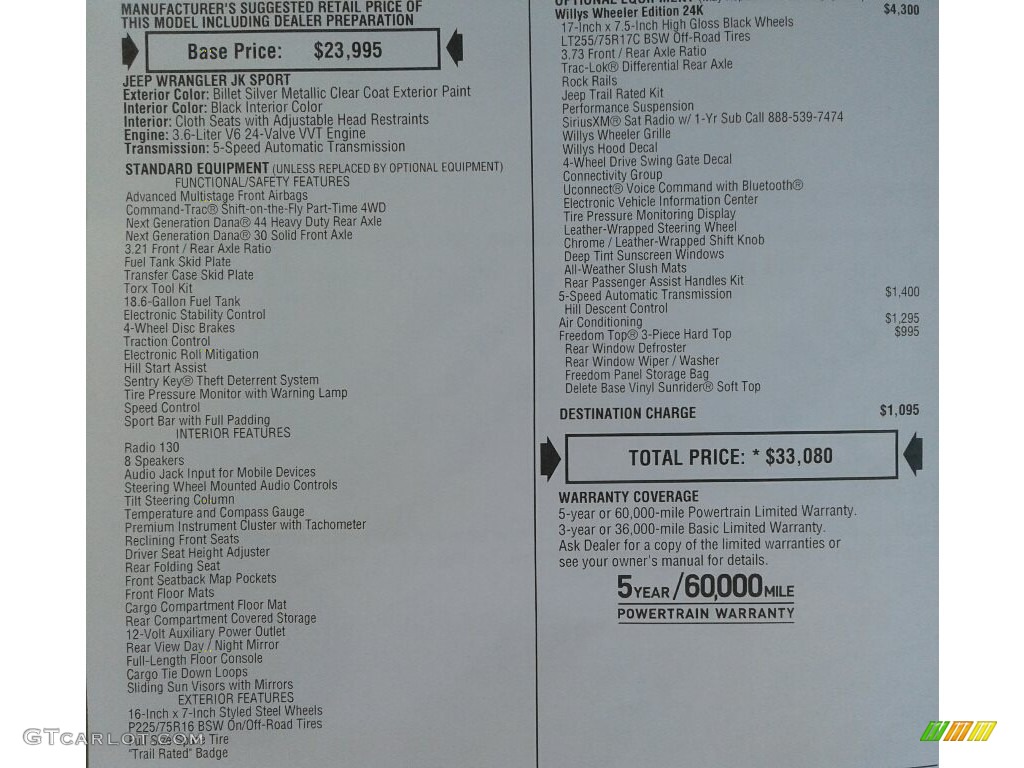 MANUFACTURER'S SUGGESTED RETAIL PRICE OF
THIS MODEL INCLUDING DEALER PREPARATION
Base Price: $23,995
JEEP WRANGLER JK SPORT
Exterior Color: Billet Silver Metallic Clear Coat Exterior Paint
Interior Color: Black Interior Color
Interior: Cloth Seats with Adjustable Head Restraints
Engine: 3.6-Liter V6 24-Valve VVT Engine
Transmission: 5-Speed Automatic Transmission
STANDARD EQUIPMENT (UNLESS REPLACED BY OPTIONAL EQUIPMENT)
FUNCTIONAL/SAFETY FEATURES
Advanced Multistage Front Airbags
Command-Trac® Shift-on-the-Fly Part-Time 4WD
Next Generation Dana® 44 Heavy Duty Rear Axle
Next Generation Dana® 30 Solid Front Axle
3.21 Front / Rear Axle Ratio
Fuel Tank Skid Plate
Transfer Case Skid Plate
Torx Tool Kit
18.6-Gallon Fuel Tank
Electronic Stability Control
4-Wheel Disc Brakes
Traction Control
Electronic Roll Mitigation
Hill Start Assist
Sentry Key® Theft Deterrent System
Tire Pressure Monitor with Warning Lamp
Speed Control
Sport Bar with Full Padding
INTERIOR FEATURES
Radio 130
8 Speakers
Audio Jack Input for Mobile Devices
Steering Wheel Mounted Audio Controls
Tilt Steering Column
Temperature and Compass Gauge
Premium Instrument Cluster with Tachometer
Reclining Front Seats
Driver Seat Height Adjuster
Rear Folding Seat
Front Seatback Map Pockets
Front Floor Mats
Cargo Compartment Floor Mat
Rear Compartment Covered Storage
12-Volt Auxiliary Power Outlet
Rear View Day / Night Mirror
Full-Length Floor Console
Cargo Tie Down Loops
Sliding Sun Visors with Mirrors
EXTERIOR FEATURES
16-Inch x 7-Inch Styled Steel Wheels
P225/75R16 BSW On/Off-Road Tires
Full Size Spare Tire
"Trail Rated" Badge
OPTIONAL EQUIPMENT
Willys Wheeler Edition 24K $4,300
17-Inch x 7.5-Inch High Gloss Black Wheels
LT255/75R17C BSW Off-Road Tires
3.73 Front / Rear Axle Ratio
Trac-Lok® Differential Rear Axle
Rock Rails
Jeep Trail Rated Kit
Performance Suspension
SiriusXM® Sat Radio w/ 1-Yr Sub Call 888-539-7474
Willys Wheeler Grille
Willys Hood Decal
4-Wheel Drive Swing Gate Decal
Connectivity Group
Uconnect® Voice Command with Bluetooth®
Electronic Vehicle Information Center
Tire Pressure Monitoring Display
Leather-Wrapped Steering Wheel
Chrome / Leather-Wrapped Shift Knob
Deep Tint Sunscreen Windows
All-Weather Slush Mats
Rear Passenger Assist Handles Kit
5-Speed Automatic Transmission $1,400
Hill Descent Control
Air Conditioning $1,295
Freedom Top® 3-Piece Hard Top $995
Rear Window Defroster
Rear Window Wiper / Washer
Freedom Panel Storage Bag
Delete Base Vinyl Sunrider® Soft Top
DESTINATION CHARGE $1,095
TOTAL PRICE: * $33,080
WARRANTY COVERAGE
5-year or 60,000-mile Powertrain Limited Warranty.
3-year or 36,000-mile Basic Limited Warranty.
Ask Dealer for a copy of the limited warranties or
see your owner's manual for details.
5 YEAR / 60,000 MILE
POWERTRAIN WARRANTY
GTCARLOT.COM